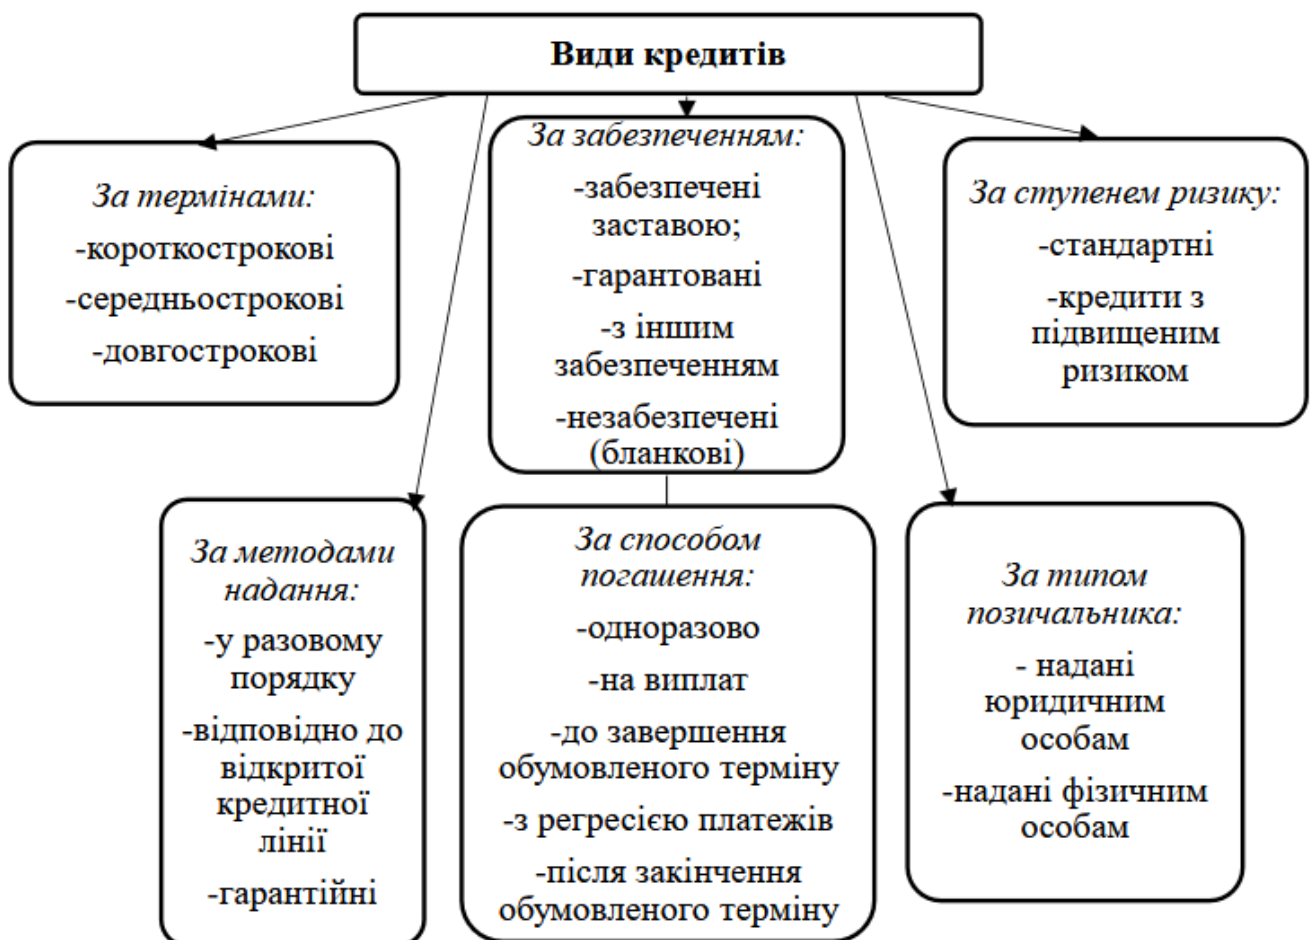 Види кредитів
За термінами:
-короткострокові
-середньострокові
-довгострокові
За забезпеченням:
-забезпечені
заставою;
-гарантовані
-з іншим
забезпеченням
-незабезпечені
(бланкові)
За ступенем ризику:
-стандартні
-кредити з
підвищеним
ризиком
За методами
надання:
-у разовому
порядку
-відповідно до
відкритої
кредитної
лінії
-гарантійні
За способом
погашення:
-одноразово
-на виплат
-до завершення
обумовленого терміну
-з регресією платежів
-після закінчення
обумовленого терміну
За типом
позичальника:
- надані
юридичним
особам
-надані фізичним
особам